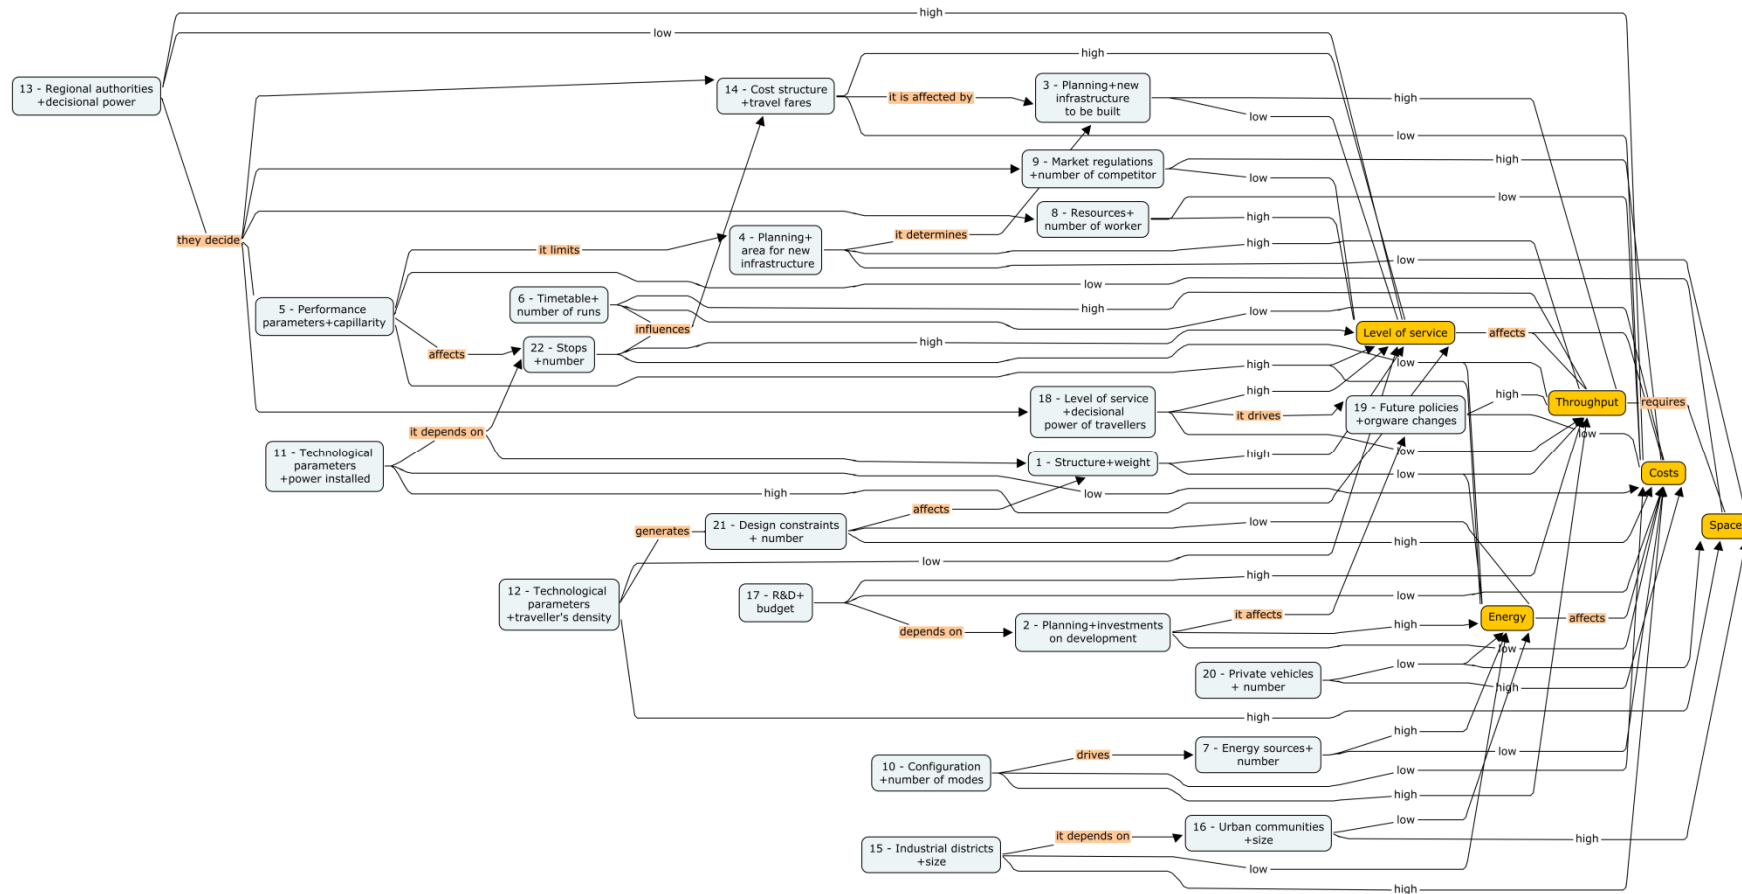 high
low
13 - Regional authorities
+decisional power
high
14 - Cost structure
+travel fares
it is affected by
3 - Planning+new
infrastructure
to be built
high
low
low
9 - Market regulations
+number of competitor
high
low
low
8 - Resources+
number of worker
high
they decide
it limits
4 - Planning+
area for new
infrastructure
it determines
high
low
low
5 - Performance
parameters+capillarity
6 - Timetable+
number of runs
high
low
influences
Level of service
affects
affects
22 - Stops
+number
high
low
high
high
18 - Level of service
+decisional
power of travellers
it drives
19 - Future policies
+orgware changes
high
Throughput
requires
low
it depends on
low
11 - Technological
parameters
+power installed
1 - Structure+weight
high
low
Costs
high
low
affects
generates
21 - Design constraints
+ number
low
high
Space
low
12 - Technological
parameters
+traveller's density
17 - R&D+
budget
high
low
it affects
Energy
affects
depends on
2 - Planning+investments
on development
high
low
20 - Private vehicles
+ number
low
high
high
high
7 - Energy sources+
number
low
drives
10 - Configuration
+number of modes
low
high
it depends on
16 - Urban communities
+size
low
high
15 - Industrial districts
+size
low
high